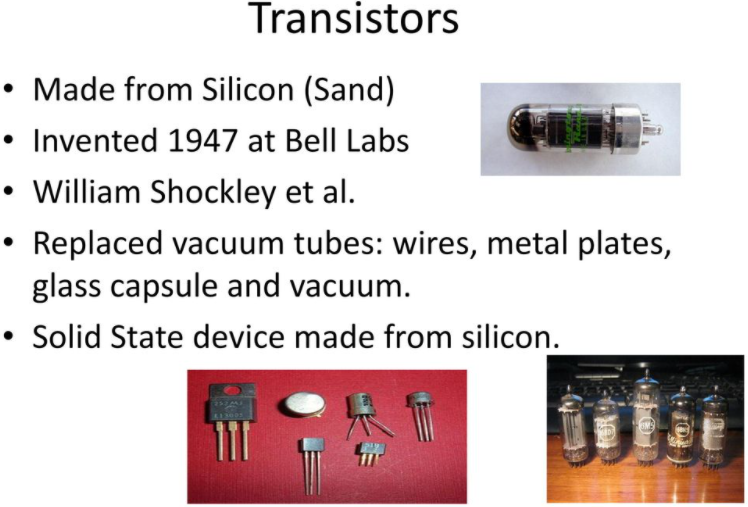 Transistors
• Made from Silicon (Sand)
• Invented 1947 at Bell Labs
• William Shockley et al.
• Replaced vacuum tubes: wires, metal plates,
glass capsule and vacuum.
• Solid State device made from silicon.